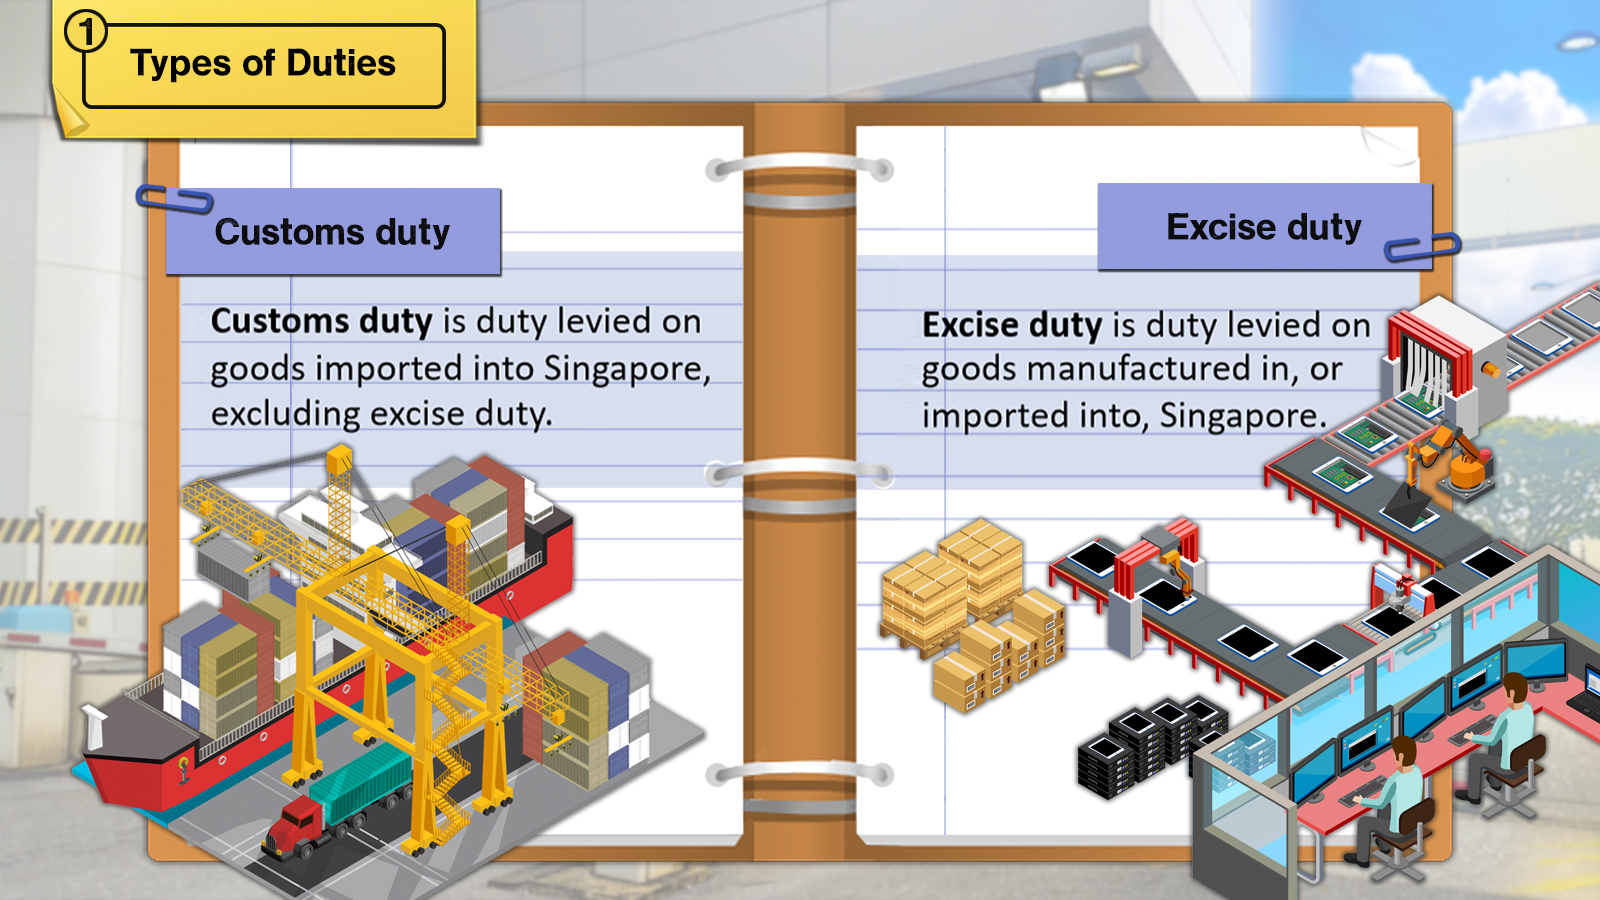 1
Types of Duties
Customs duty
Customs duty is duty levied on
goods imported into Singapore,
excluding excise duty.
Excise duty
Excise duty is duty levied on
goods manufactured in, or
imported into, Singapore.